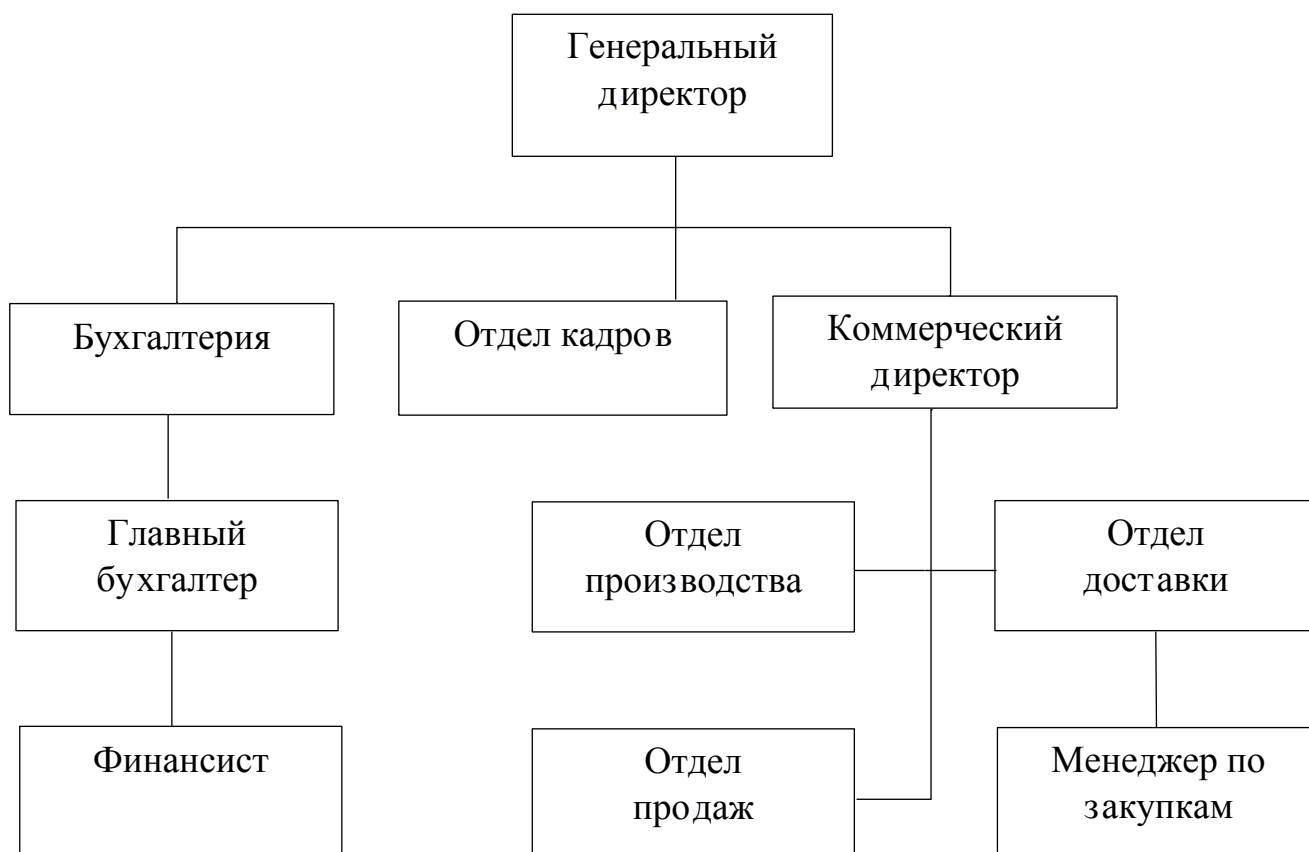 Генеральный
директор
Бухгалтерия
Отдел кадров
Коммерческий
директор
Главный
бухгалтер
Отдел
производства
Отдел
доставки
Финансист
Отдел
продаж
Менеджер по
закупкам